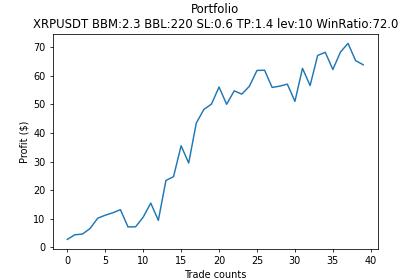 Portfolio
XRPUSDT BBM:2.3 BBL:220 SL:0.6 TP:1.4 lev:10 WinRatio:72.0
70
60
50
40
30
20
10
0
Profit ($)
0 5 10 15 20 25 30 35 40
Trade counts